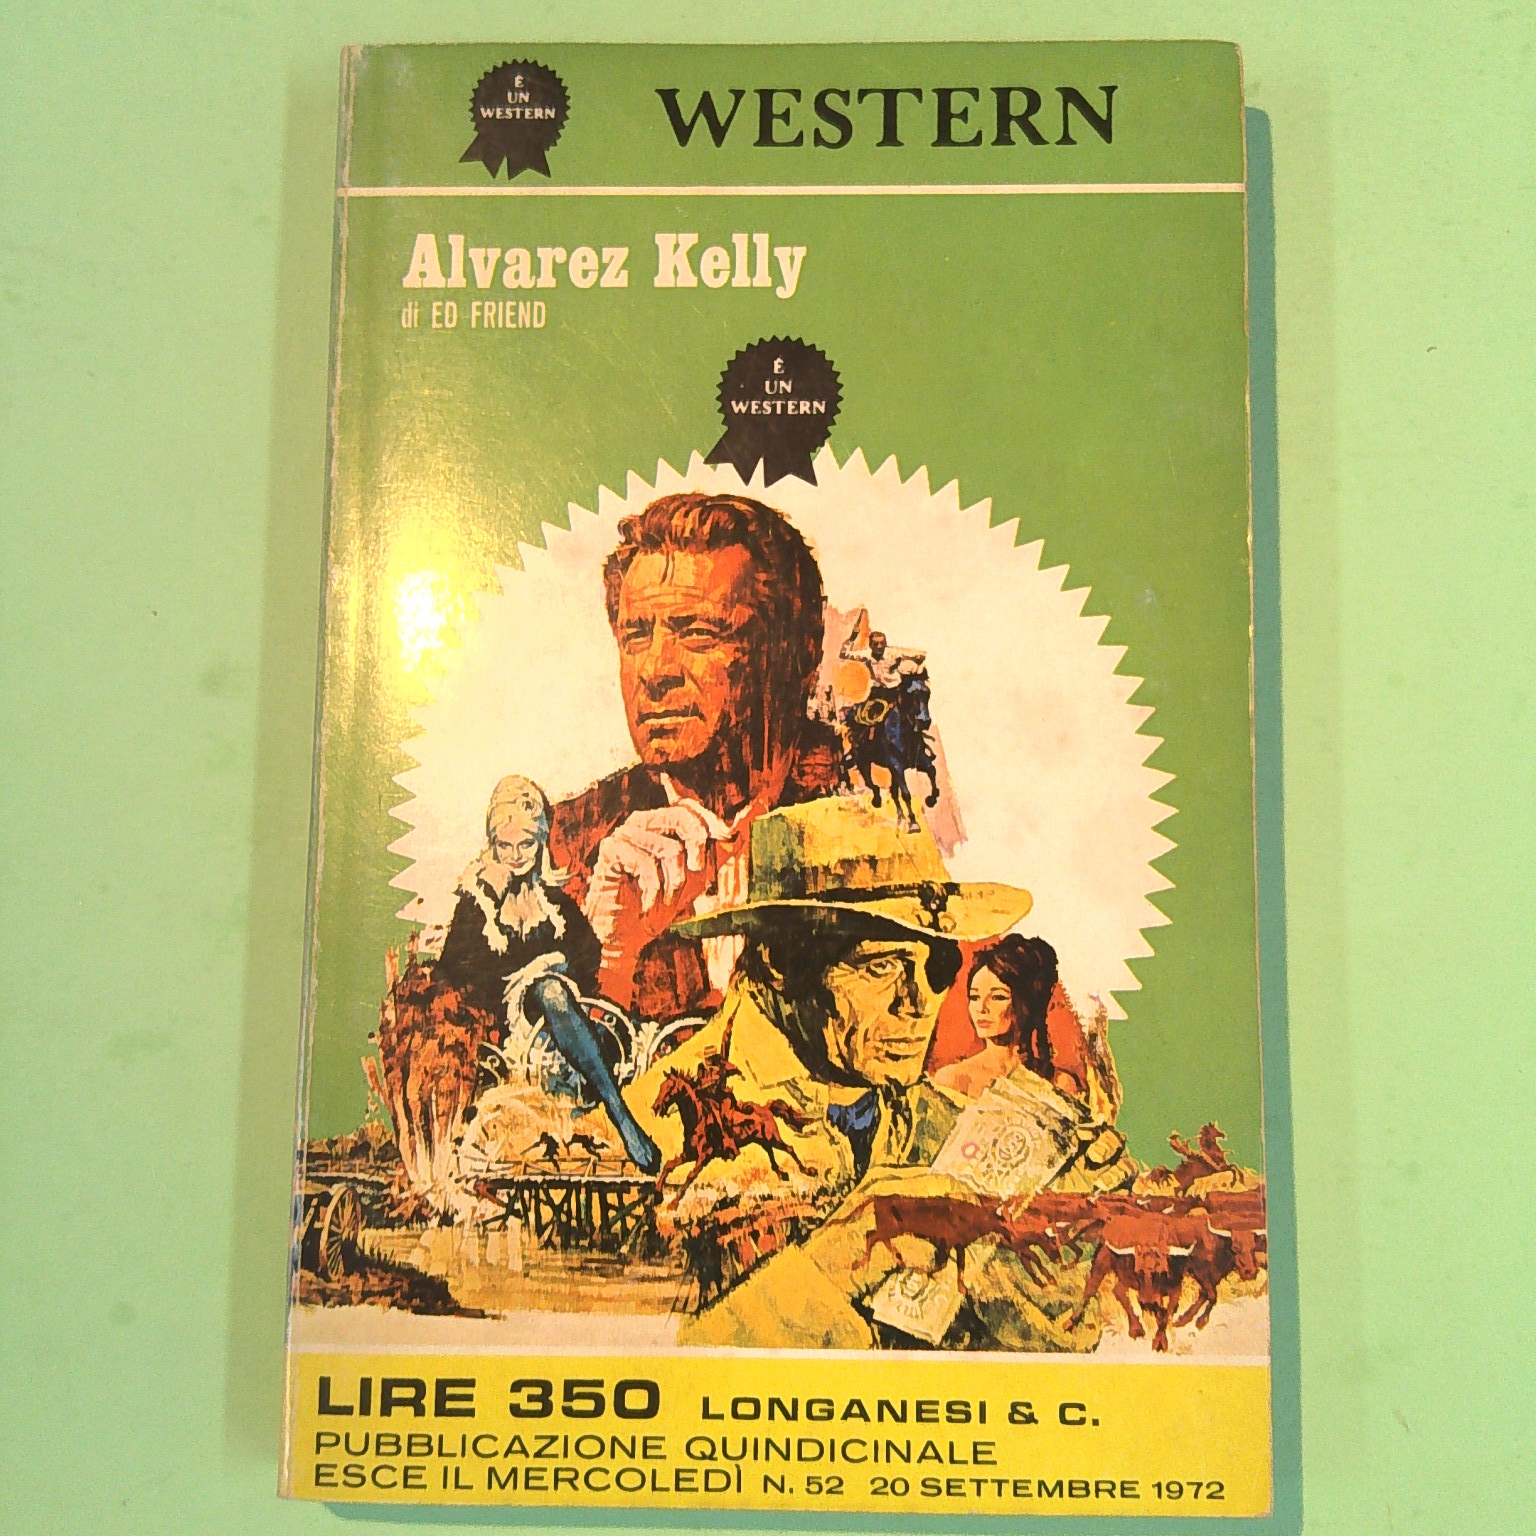 È
UN
WESTERN
WESTERN
Alvarez Kelly
di ED FRIEND
È
UN
WESTERN
LIRE 350 LONGANESI & C.
PUBBLICAZIONE QUINDICINALE
ESCE IL MERCOLEDÌ N. 52 20 SETTEMBRE 1972